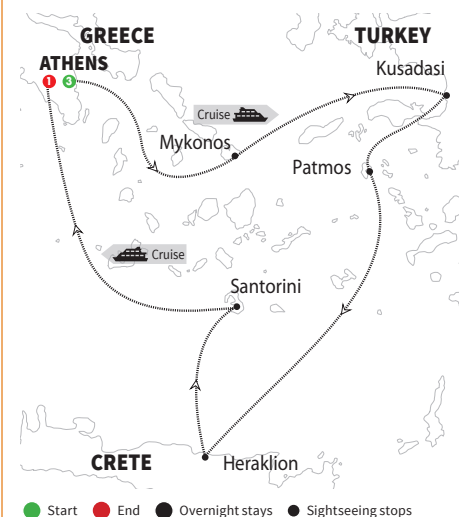 GREECE
TURKEY
ATHENS
1 3
Kusadasi
Cruise
Mykonos
Patmos
Cruise
Santorini
CRETE
Heraklion
Start End Overnight stays Sightseeing stops